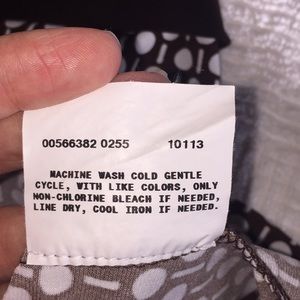 00566382 0255 10113
MACHINE WASH COLD GENTLE
CYCLE, WITH LIKE COLORS, ONLY
NON-CHLORINE BLEACH IF NEEDED,
LINE DRY, COOL IRON IF NEEDED.